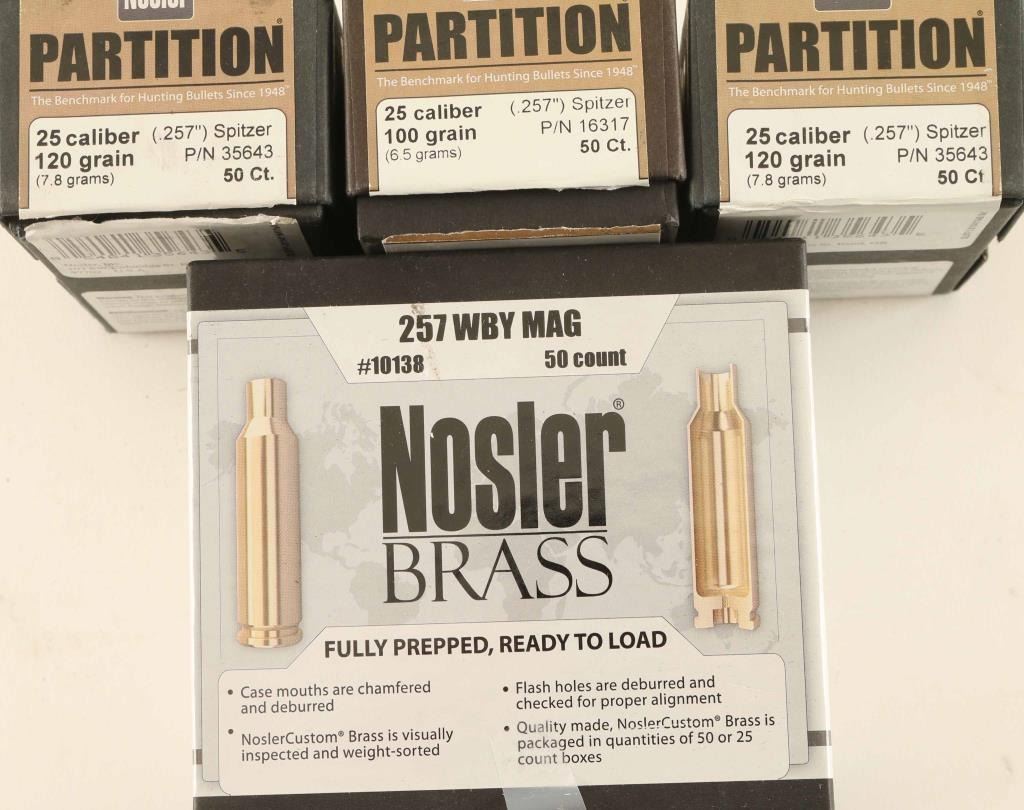 Nosler
PARTITION®
The Benchmark for Hunting Bullets Since 1948™
25 caliber (.257") Spitzer
120 grain P/N 35643
(7.8 grams) 50 Ct.
PARTITION®
The Benchmark for Hunting Bullets Since 1948™
25 caliber (.257") Spitzer
100 grain P/N 16317
(6.5 grams) 50 Ct.
PARTITION®
The Benchmark for Hunting Bullets Since 1948™
25 caliber (.257") Spitzer
120 grain P/N 35643
(7.8 grams) 50 Ct
257 WBY MAG
#10138 50 count
Nosler®
BRASS
FULLY PREPPED, READY TO LOAD
• Case mouths are chamfered
and deburred
• NoslerCustom® Brass is visually
inspected and weight-sorted
• Flash holes are deburred and
checked for proper alignment
• Quality made, NoslerCustom® Brass is
packaged in quantities of 50 or 25
count boxes